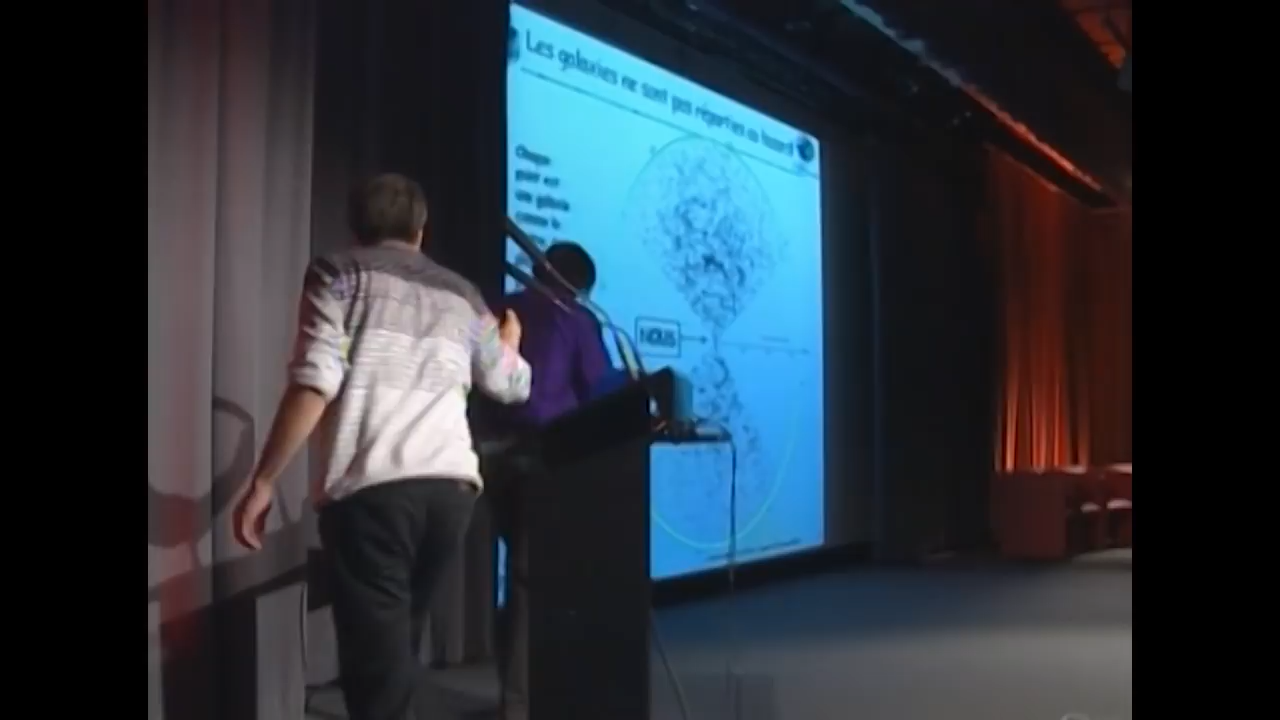 Les galaxies ne sont pas réparties au hasard
Chaque
point est
une galaxie
comme la
NOUS